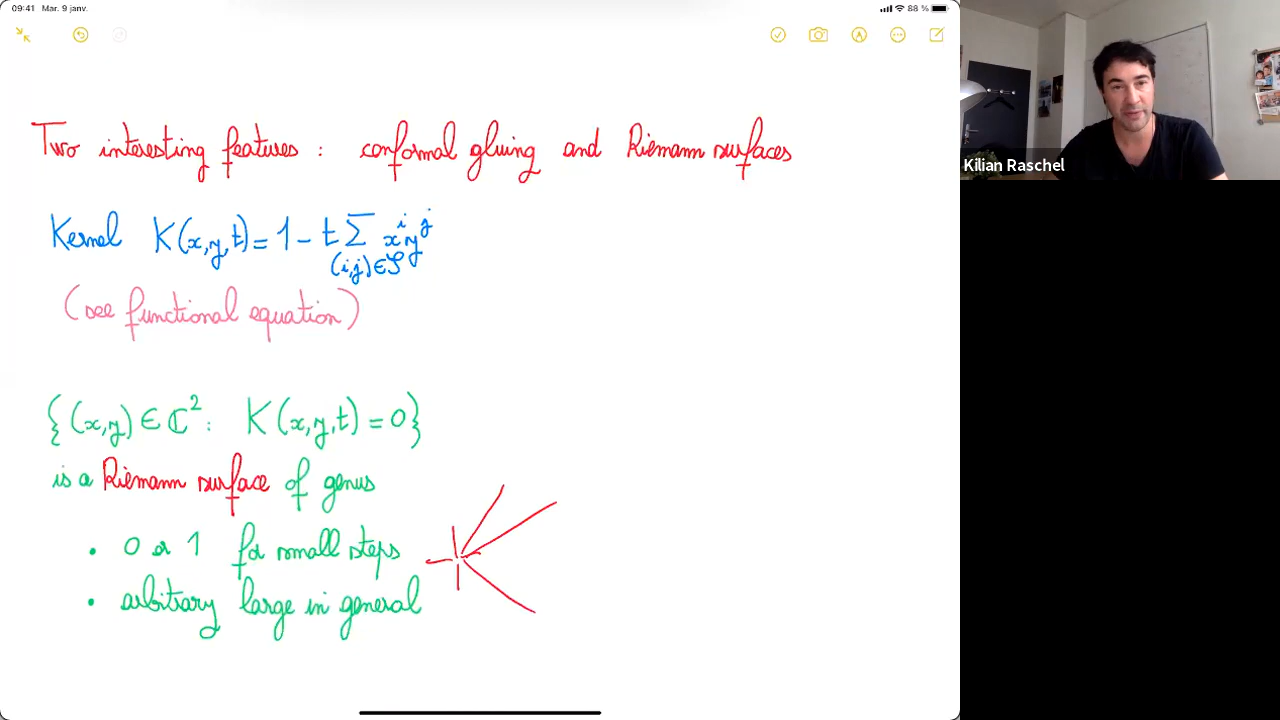 09:41 Mar. 9 janv.
88 %
Two interesting features : conformal gluing and Riemann surfaces
Kernel K(x,y,t) = 1 - t ∑ x^i y^j
(i,j) ∈ 𝒮
(see functional equation)
{(x,y) ∈ ℂ² : K(x,y,t) = 0}
is a Riemann surface of genus
• 0 or 1 for small steps
• arbitrary large in general
Kilian Raschel